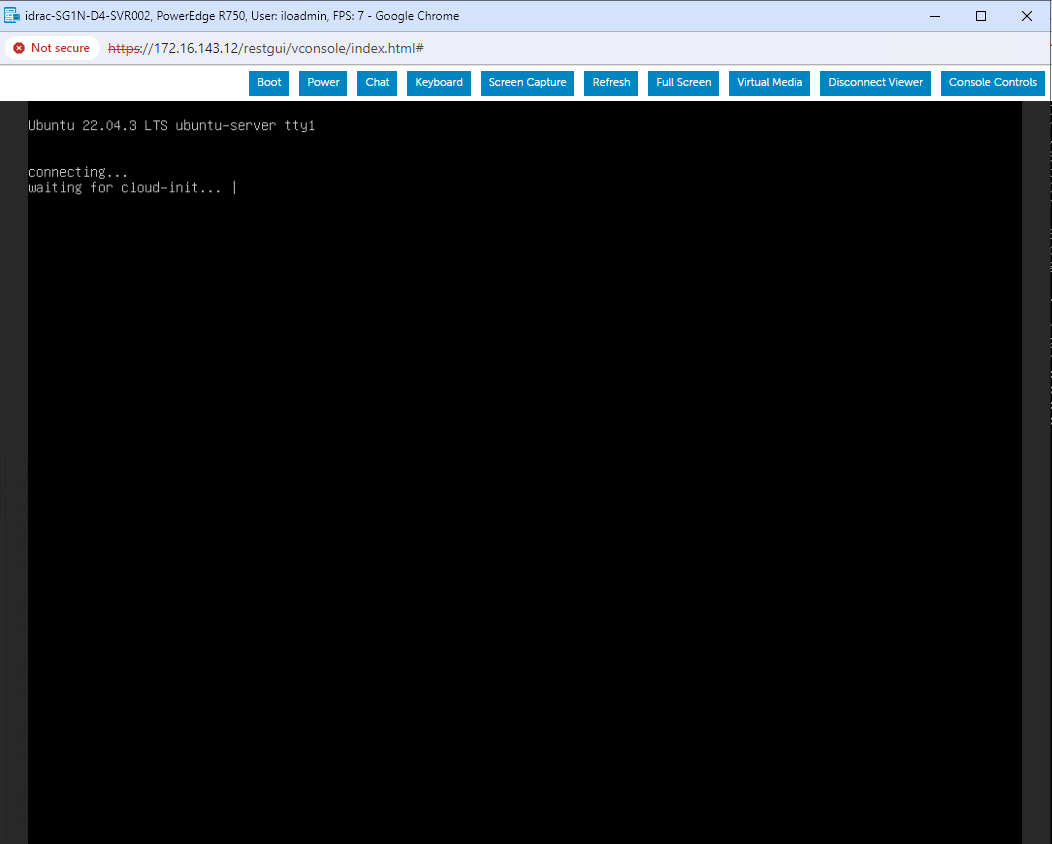 idrac-SG1N-D4-SVR002, PowerEdge R750, User: iloadmin, FPS: 7 - Google Chrome
Not secure https://172.16.143.12/restgui/vconsole/index.html#
Boot Power Chat Keyboard Screen Capture Refresh Full Screen Virtual Media Disconnect Viewer Console Controls
Ubuntu 22.04.3 LTS ubuntu-server tty1
connecting...
waiting for cloud-init... |